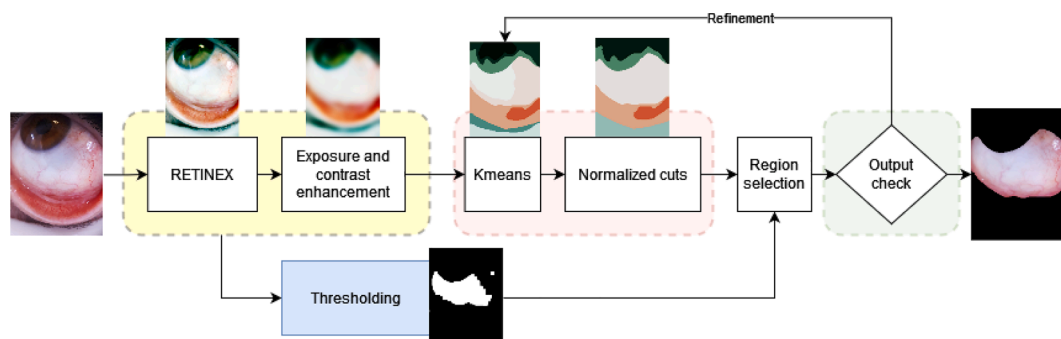 Refinement
RETINEX
Exposure and
contrast
enhancement
Kmeans
Normalized cuts
Region
selection
Output
check
Thresholding